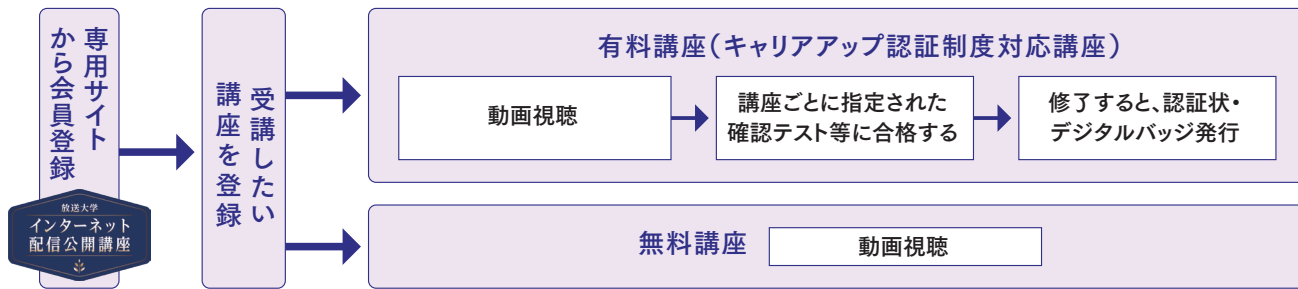 専用サイト
から会員登録
放送大学
インターネット
配信公開講座
受講したい
講座を登録
有料講座(キャリアアップ認証制度対応講座)
動画視聴
講座ごとに指定された
確認テスト等に合格する
修了すると、認証状・
デジタルバッジ発行
無料講座
動画視聴